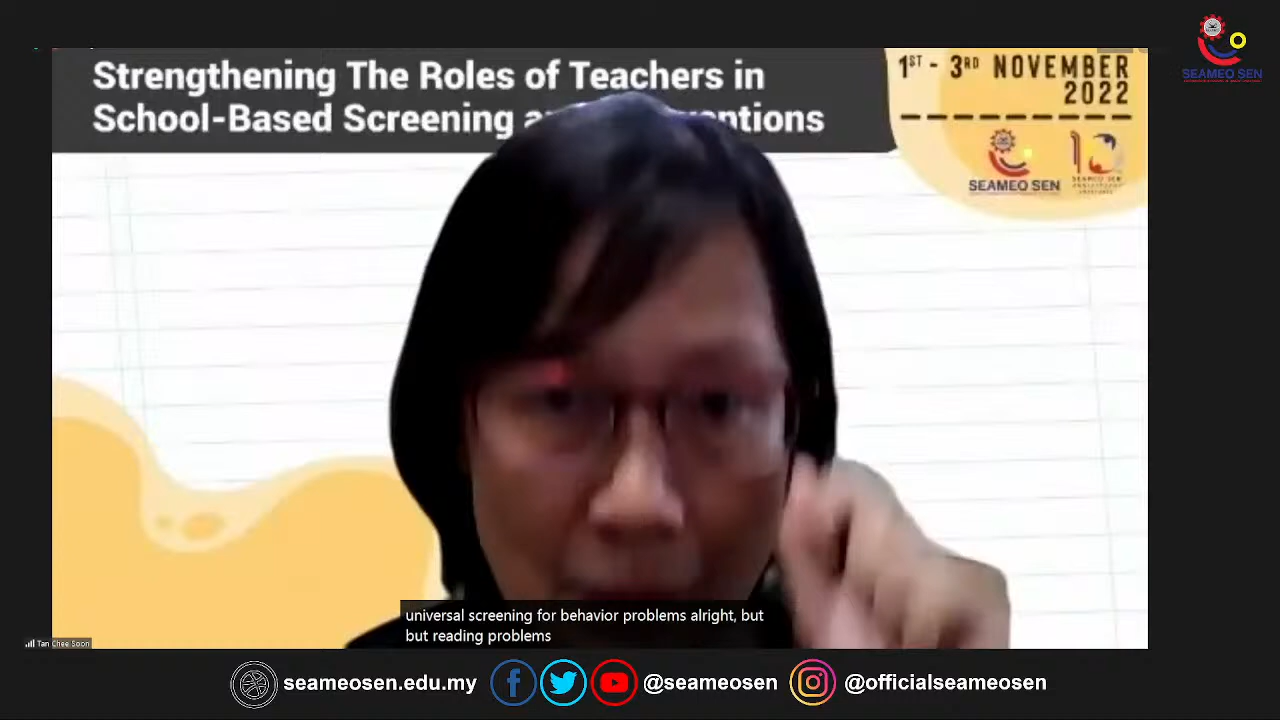 Strengthening The Roles of Teachers in
School-Based Screening
1ST - 3RD NOVEMBER
2022
SEAMEO SEN
SEAMEO SEN
universal screening for behavior problems alright, but
but reading problems
Tan Chee Soon
seameosen.edu.my
@seameosen
@officialseameosen